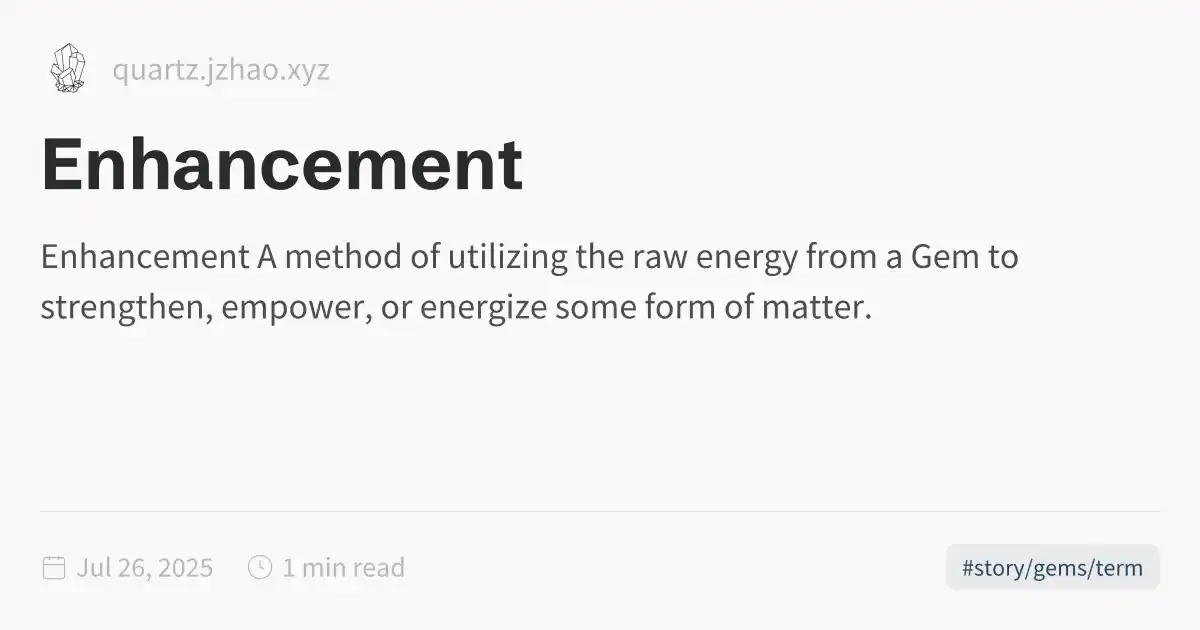 quartz.jzhao.xyz
Enhancement
Enhancement A method of utilizing the raw energy from a Gem to
strengthen, empower, or energize some form of matter.
Jul 26, 2025 1 min read #story/gems/term